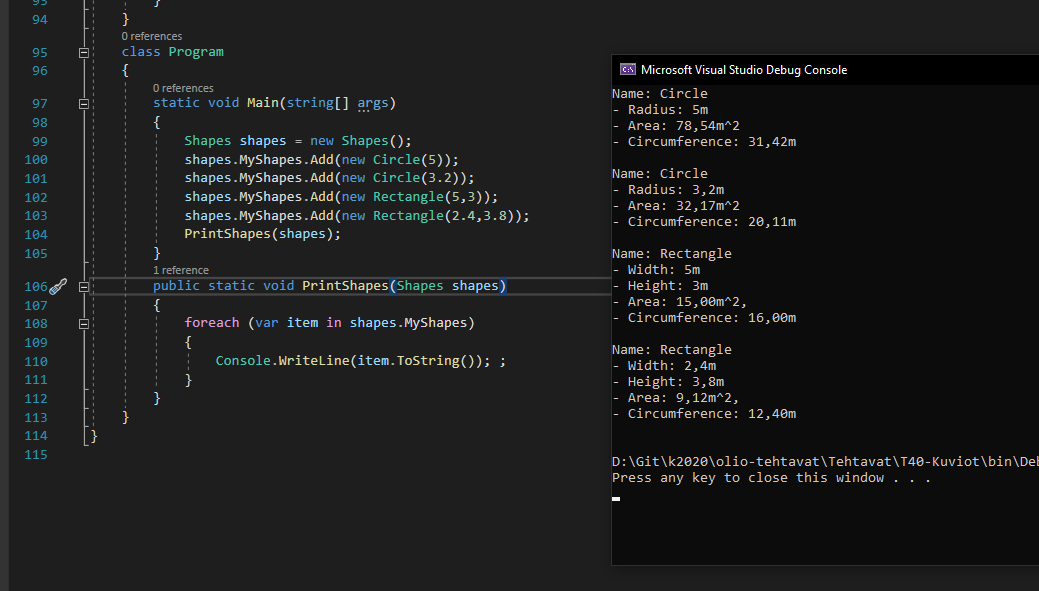 93 }
94 }
0 references
95 class Program
96 {
0 references
97 static void Main(string[] args)
98 {
99 Shapes shapes = new Shapes();
100 shapes.MyShapes.Add(new Circle(5));
101 shapes.MyShapes.Add(new Circle(3.2));
102 shapes.MyShapes.Add(new Rectangle(5,3));
103 shapes.MyShapes.Add(new Rectangle(2.4,3.8));
104 PrintShapes(shapes);
105 }
1 reference
106 public static void PrintShapes(Shapes shapes)
107 {
108 foreach (var item in shapes.MyShapes)
109 {
110 Console.WriteLine(item.ToString()); ;
111 }
112 }
113 }
114 }
115
C:\ Microsoft Visual Studio Debug Console
Name: Circle
- Radius: 5m
- Area: 78,54m^2
- Circumference: 31,42m
Name: Circle
- Radius: 3,2m
- Area: 32,17m^2
- Circumference: 20,11m
Name: Rectangle
- Width: 5m
- Height: 3m
- Area: 15,00m^2,
- Circumference: 16,00m
Name: Rectangle
- Width: 2,4m
- Height: 3,8m
- Area: 9,12m^2,
- Circumference: 12,40m
D:\Git\k2020\olio-tehtavat\Tehtavat\T40-Kuviot\bin\Deb
Press any key to close this window . . .